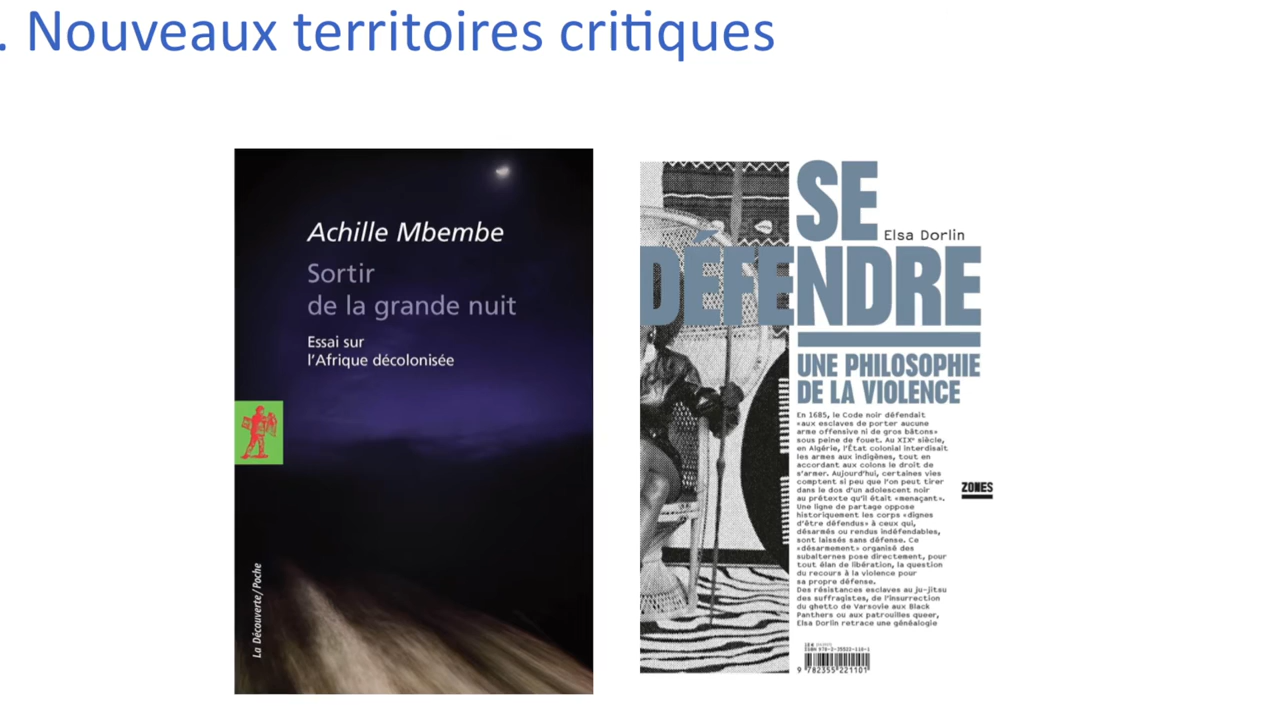 . Nouveaux territoires critiques
Achille Mbembe
Sortir
de la grande nuit
Essai sur
l'Afrique décolonisée
La Découverte/Poche
SE
Elsa Dorlin
DÉFENDRE
UNE PHILOSOPHIE
DE LA VIOLENCE
En 1685, le Code noir défendait
«aux esclaves de porter aucune
arme offensive ni de gros bâtons»
sous peine de fouet. Au XIXe siècle,
en Algérie, l'État colonial interdisait
les armes aux indigènes, tout en
accordant aux colons le droit de
s'armer. Aujourd'hui, certaines vies
comptent si peu que l'on peut tirer
dans le dos d'un adolescent noir
au prétexte qu'il était «menaçant».
Une ligne de partage oppose
historiquement les corps «dignes
d'être défendus» à ceux qui,
désarmés ou rendus indéfendables,
sont laissés sans défense. Ce
«désarmement» organisé des
subalternes pose directement, pour
tout élan de libération, la question
du recours à la violence pour
sa propre défense.
Des résistances esclaves au ju-jitsu
des suffragistes, de l'insurrection
du ghetto de Varsovie aux Black
Panthers ou aux patrouilles queer,
Elsa Dorlin retrace une généalogie
ZONES
ISBN 978-2-35522-110-1
9 782355 221101